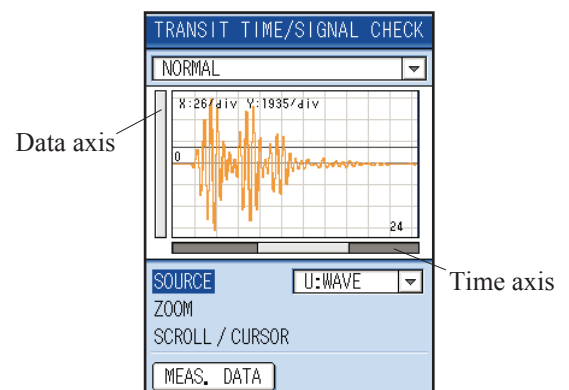 TRANSIT TIME/SIGNAL CHECK
NORMAL
X:26/div Y:1935/div
Data axis
0
24
Time axis
SOURCE U:WAVE
ZOOM
SCROLL / CURSOR
MEAS. DATA